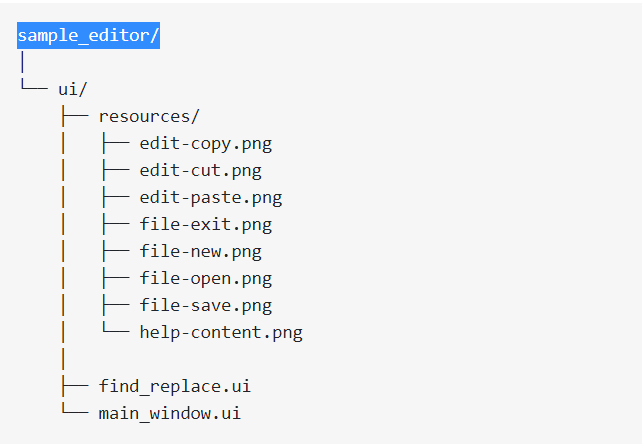 sample_editor/
│
└── ui/
    ├── resources/
    │   ├── edit-copy.png
    │   ├── edit-cut.png
    │   ├── edit-paste.png
    │   ├── file-exit.png
    │   ├── file-new.png
    │   ├── file-open.png
    │   ├── file-save.png
    │   └── help-content.png
    │
    ├── find_replace.ui
    └── main_window.ui